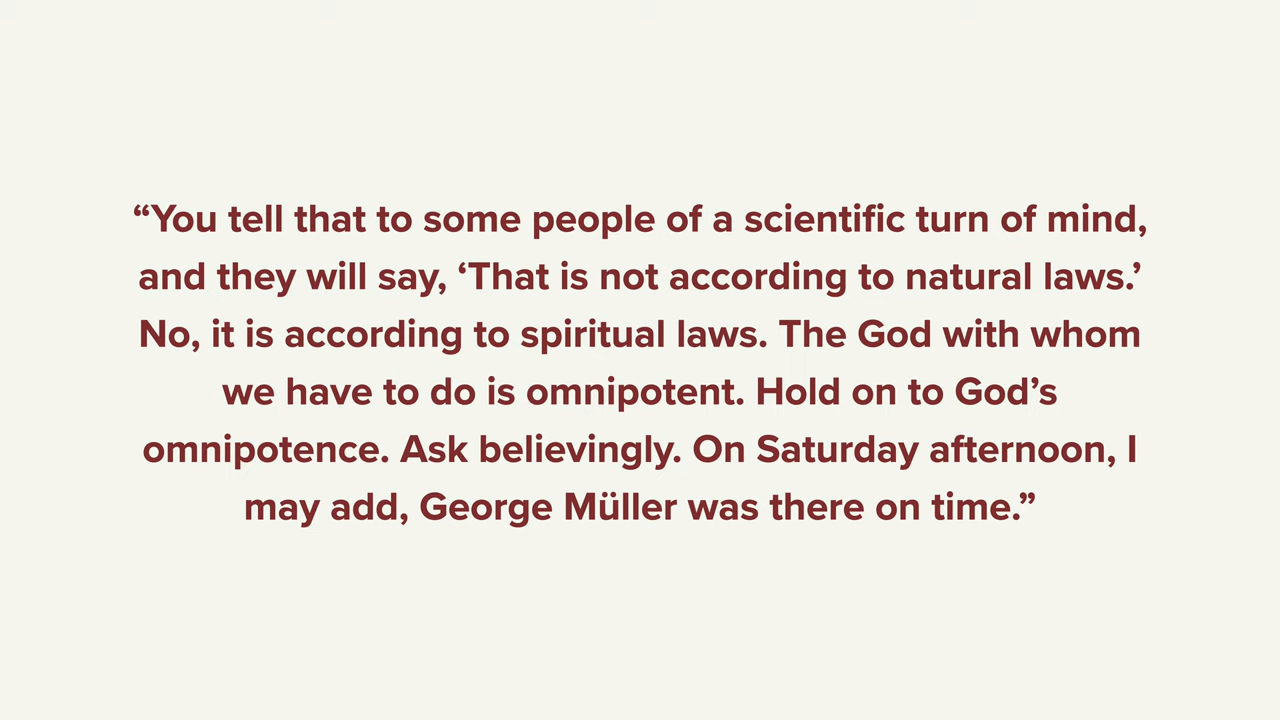 “You tell that to some people of a scientific turn of mind,
and they will say, ‘That is not according to natural laws.’
No, it is according to spiritual laws. The God with whom
we have to do is omnipotent. Hold on to God’s
omnipotence. Ask believingly. On Saturday afternoon, I
may add, George Müller was there on time.”